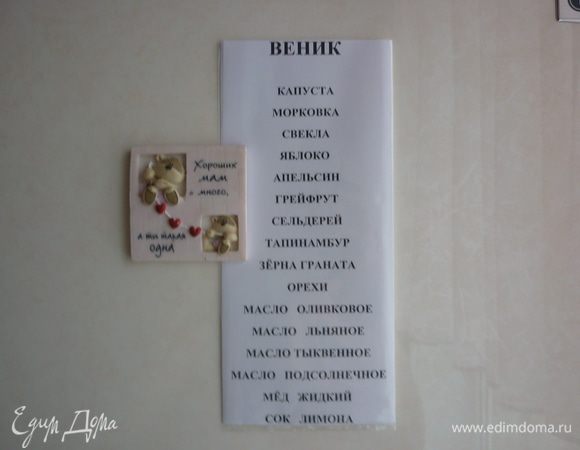 ВЕНИК
КАПУСТА
МОРКОВКА
СВЕКЛА
ЯБЛОКО
АПЕЛЬСИН
ГРЕЙФРУТ
СЕЛЬДЕРЕЙ
ТАПИНАМБУР
ЗЁРНА ГРАНАТА
ОРЕХИ
МАСЛО ОЛИВКОВОЕ
МАСЛО ЛЬНЯНОЕ
МАСЛО ТЫКВЕННОЕ
МАСЛО ПОДСОЛНЕЧНОЕ
МЁД ЖИДКИЙ
СОК ЛИМОНА
Хороших
мам
много,
а ты такая
одна
Едим Дома
www.edimdoma.ru